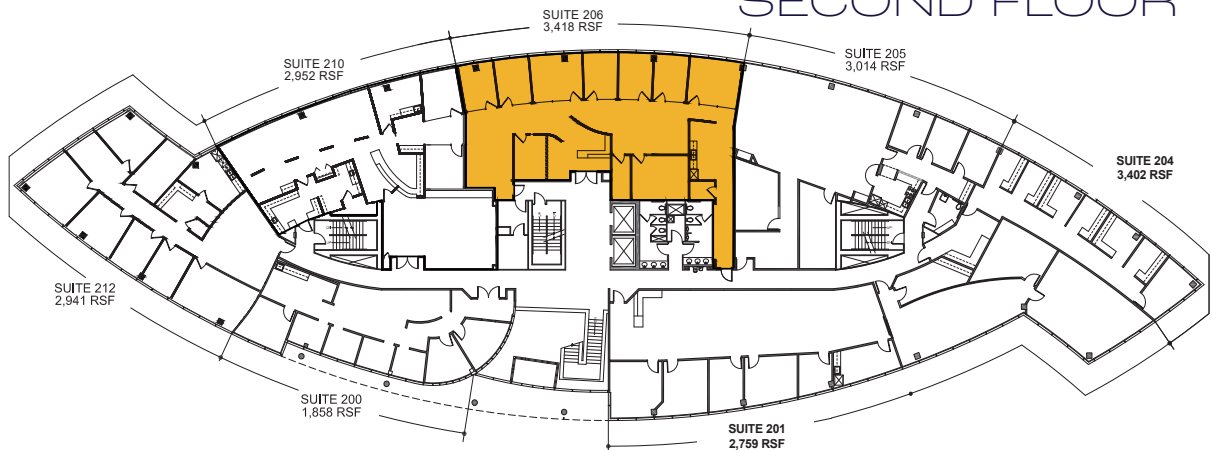 SECOND FLOOR
SUITE 206
3,418 RSF
SUITE 205
3,014 RSF
SUITE 210
2,952 RSF
SUITE 204
3,402 RSF
SUITE 212
2,941 RSF
SUITE 200
1,858 RSF
SUITE 201
2,759 RSF